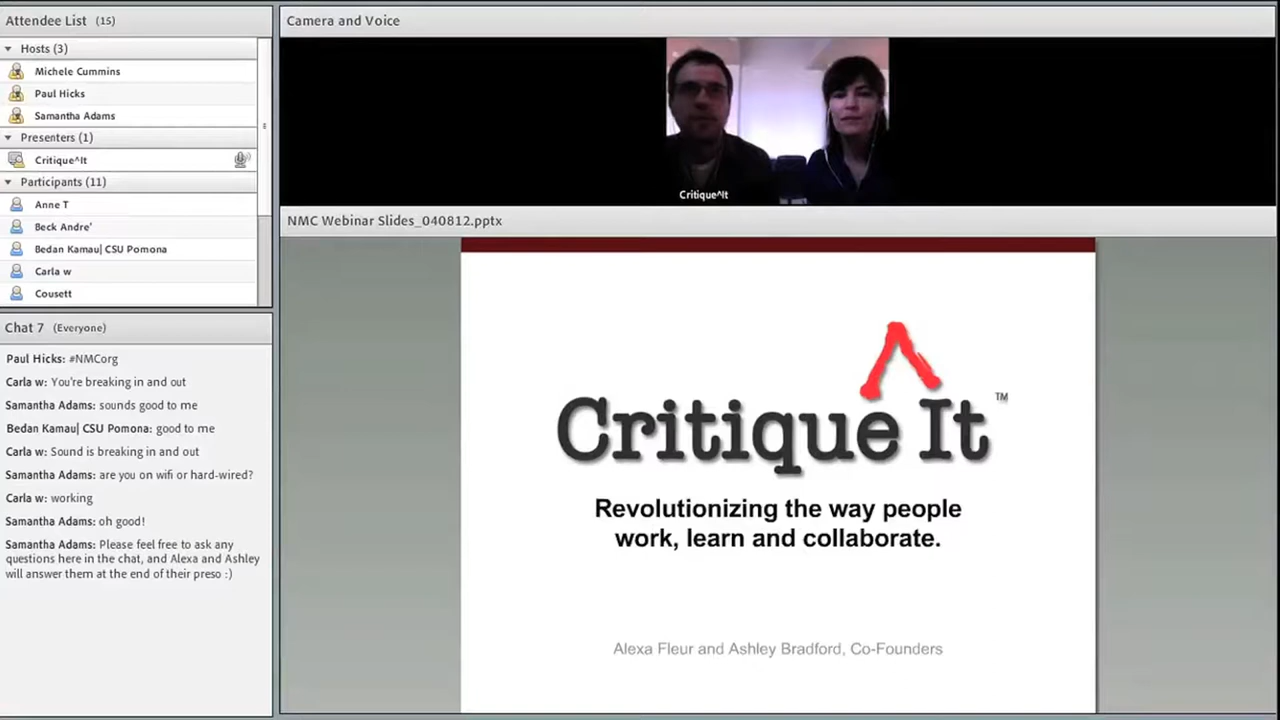 Attendee List (15)
Hosts (3)
Michele Cummins
Paul Hicks
Samantha Adams
Presenters (1)
Critique^It
Participants (11)
Anne T
Beck Andre'
Bedan Kamau| CSU Pomona
Carla w
Cousett
Chat 7 (Everyone)
Paul Hicks: #NMCorg
Carla w: You're breaking in and out
Samantha Adams: sounds good to me
Bedan Kamau| CSU Pomona: good to me
Carla w: Sound is breaking in and out
Samantha Adams: are you on wifi or hard-wired?
Carla w: working
Samantha Adams: oh good!
Samantha Adams: Please feel free to ask any
questions here in the chat, and Alexa and Ashley
will answer them at the end of their preso :)
Camera and Voice
Critique^It
NMC Webinar Slides_040812.pptx
Critique^It ™
Revolutionizing the way people
work, learn and collaborate.
Alexa Fleur and Ashley Bradford, Co-Founders